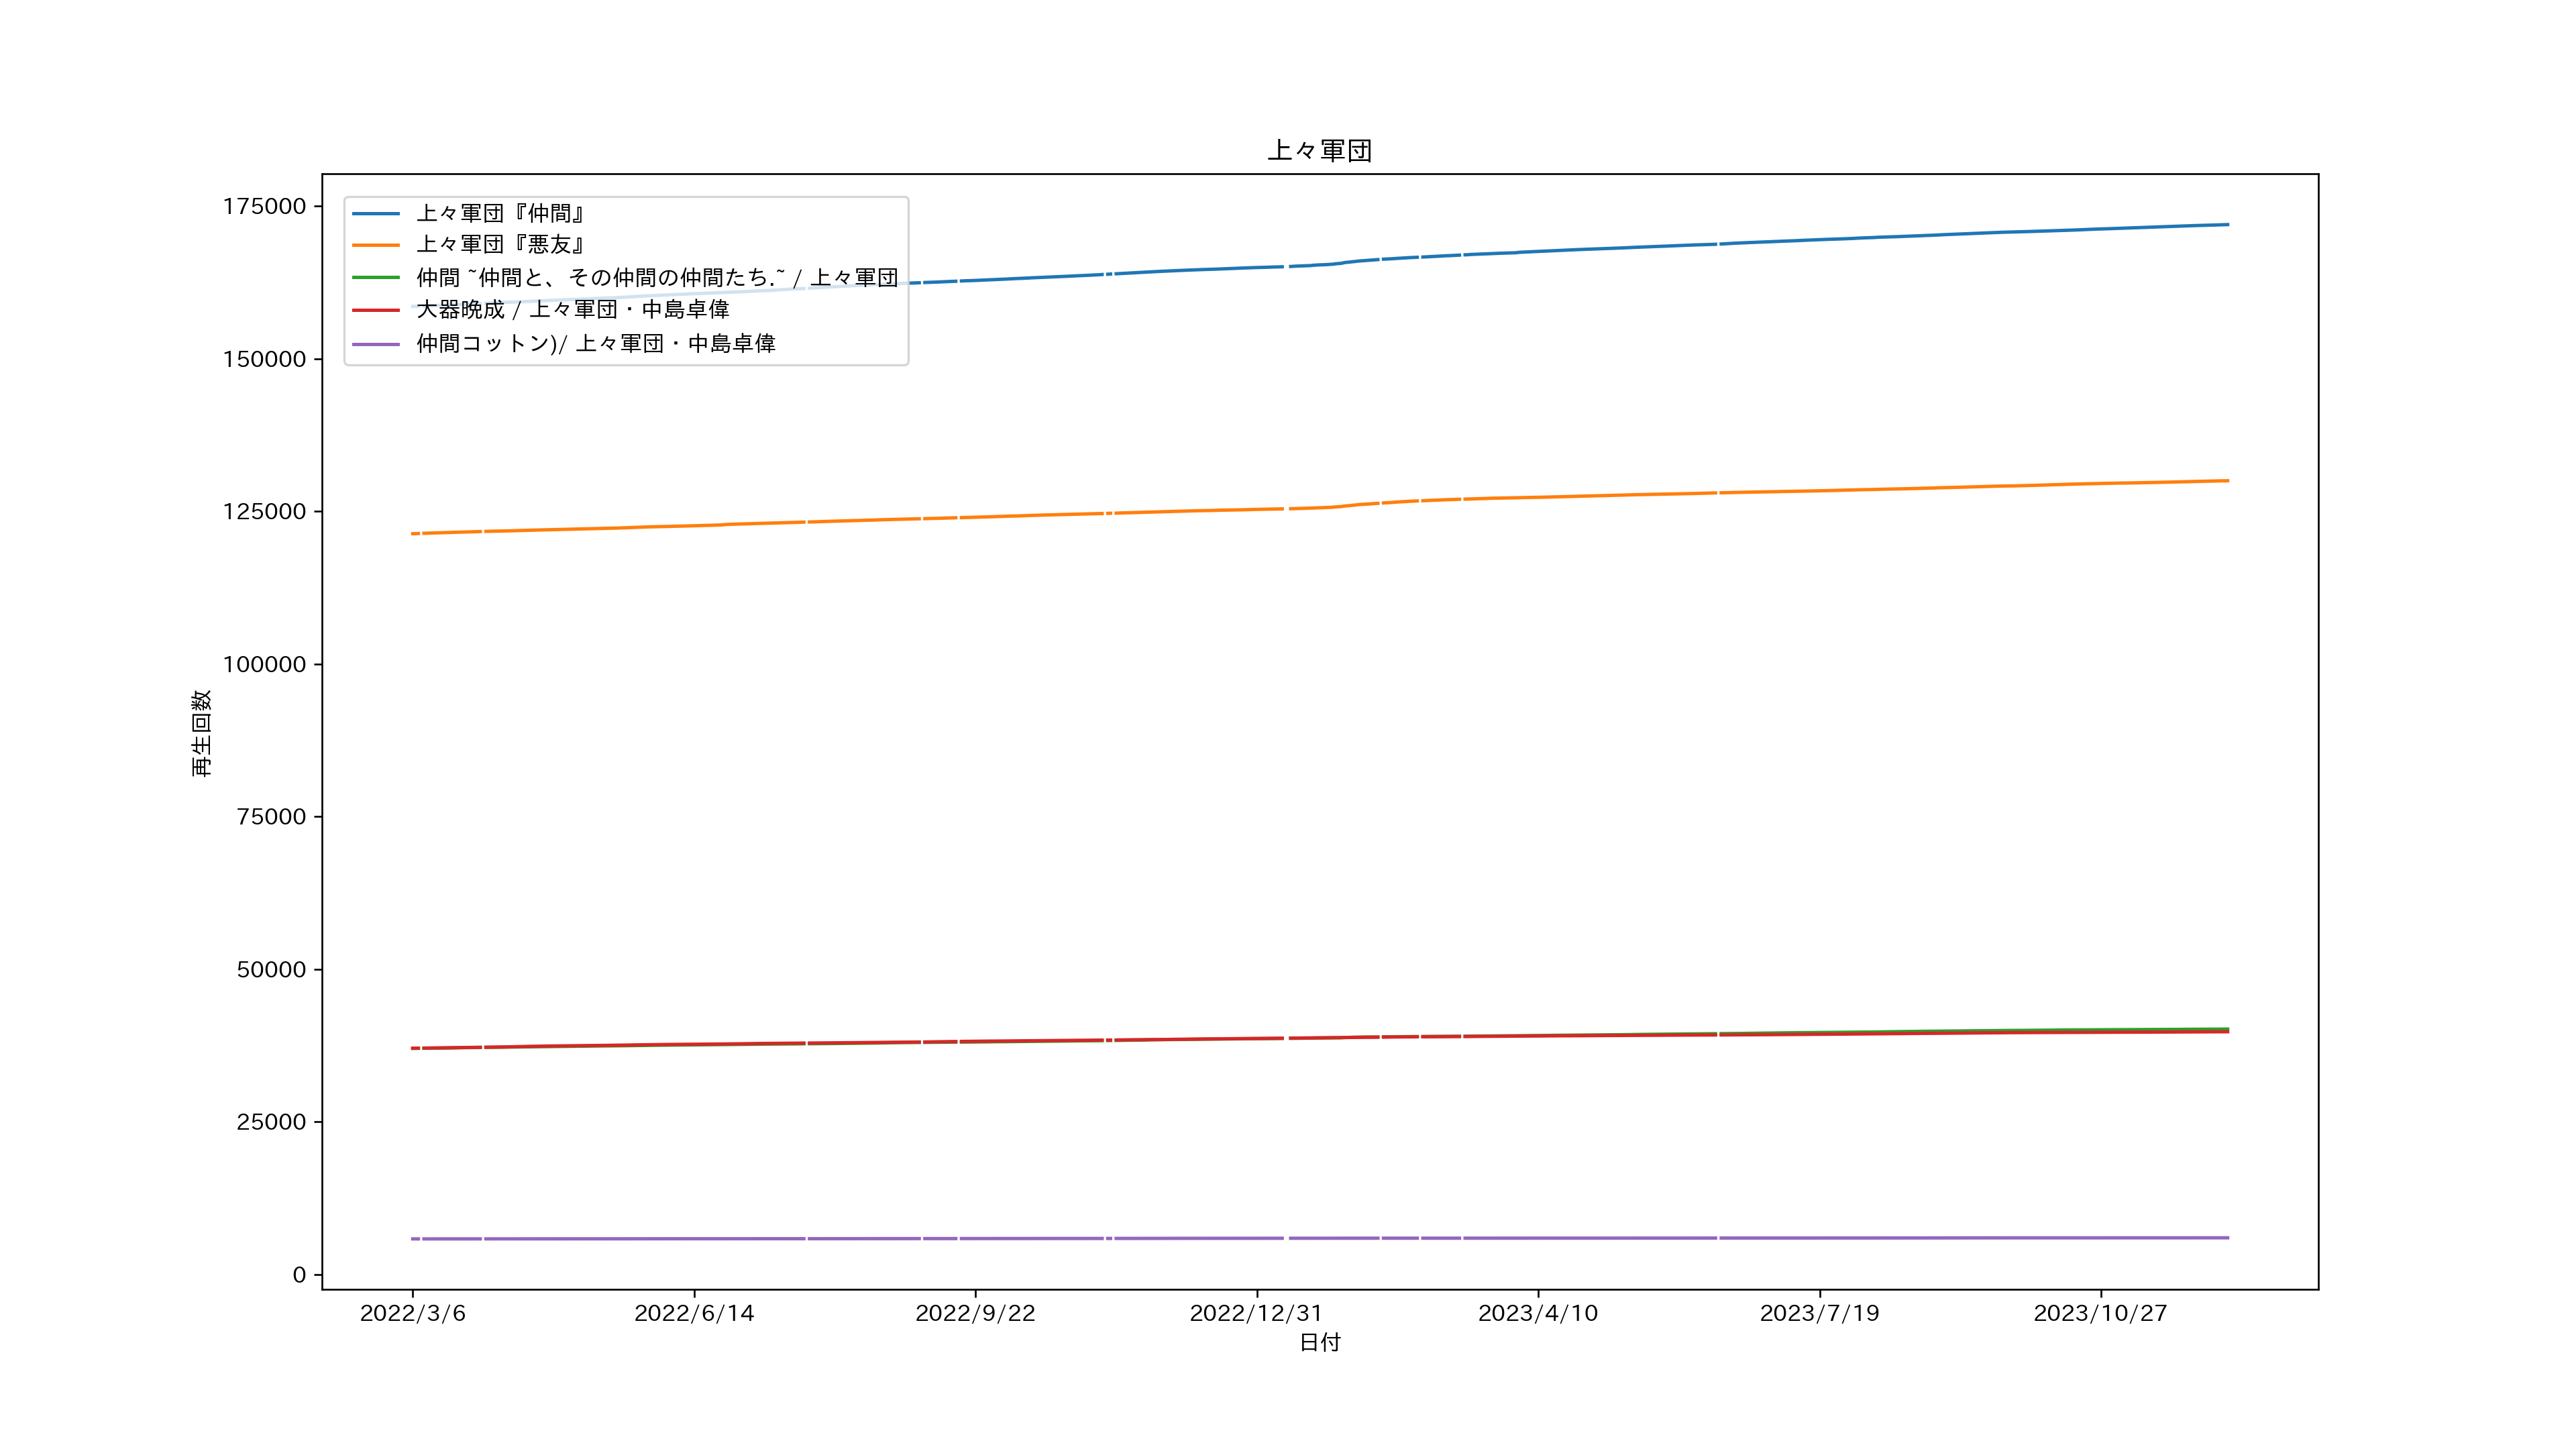 上々軍団
上々軍団『仲間』
上々軍団『悪友』
仲間 ~仲間と、その仲間の仲間たち.~ / 上々軍団
大器晩成 / 上々軍団・中島卓偉
仲間コットン)/ 上々軍団・中島卓偉
175000
150000
125000
100000
75000
50000
25000
0
再生回数
2022/3/6 2022/6/14 2022/9/22 2022/12/31 2023/4/10 2023/7/19 2023/10/27
日付